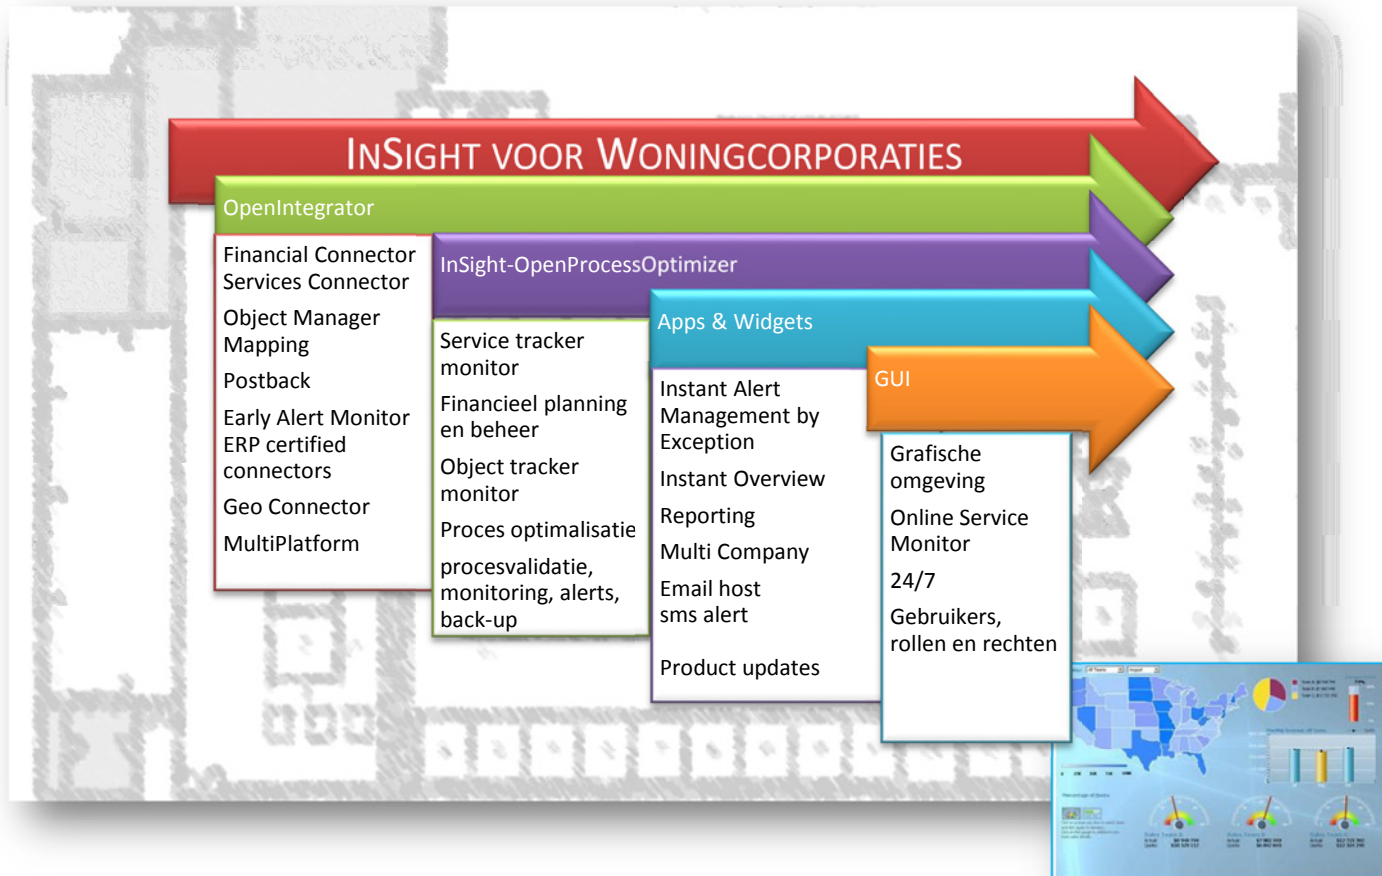 INSIGHT VOOR WONINGCORPORATIES
OpenIntegrator
Financial Connector
Services Connector
Object Manager
Mapping
Postback
Early Alert Monitor
ERP certified
connectors
Geo Connector
MultiPlatform
InSight-OpenProcessOptimizer
Service tracker
monitor
Financieel planning
en beheer
Object tracker
monitor
Proces optimalisatie
procesvalidatie,
monitoring, alerts,
back-up
Apps & Widgets
Instant Alert
Management by
Exception
Instant Overview
Reporting
Multi Company
Email host
sms alert
Product updates
GUI
Grafische
omgeving
Online Service
Monitor
24/7
Gebruikers,
rollen en rechten